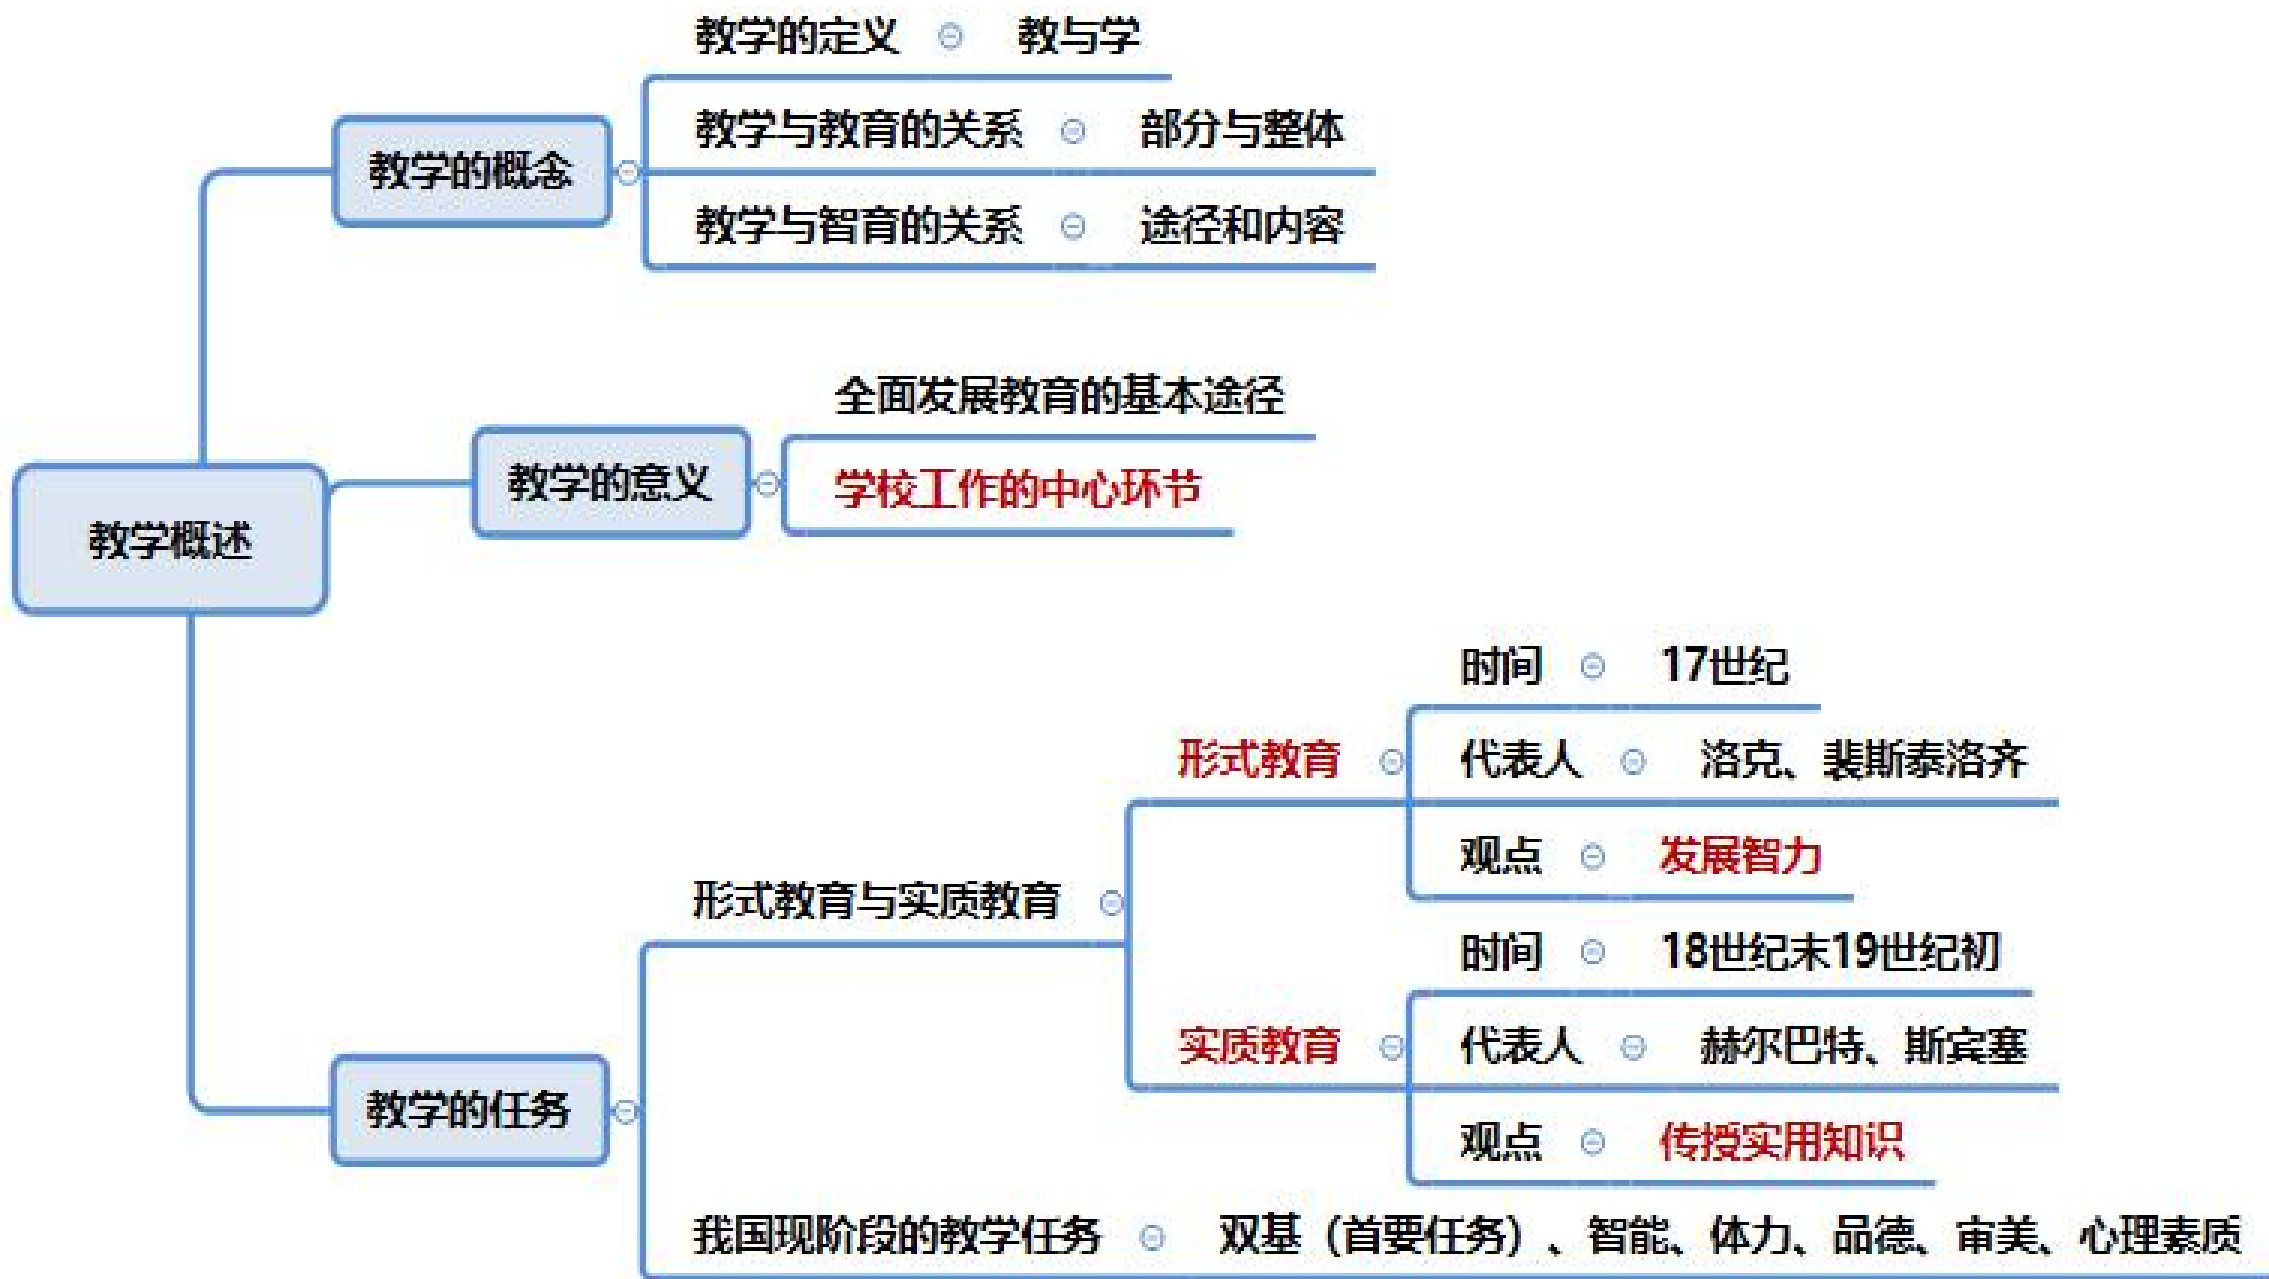 教学的定义 教与学
教学与教育的关系 部分与整体
教学的概念
教学与智育的关系 途径和内容
全面发展教育的基本途径
教学的意义
学校工作的中心环节
教学概述
时间 17世纪
形式教育 代表人 洛克、裴斯泰洛齐
观点 发展智力
形式教育与实质教育
时间 18世纪末19世纪初
实质教育 代表人 赫尔巴特、斯宾塞
教学的任务
观点 传授实用知识
我国现阶段的教学任务 双基（首要任务）、智能、体力、品德、审美、心理素质